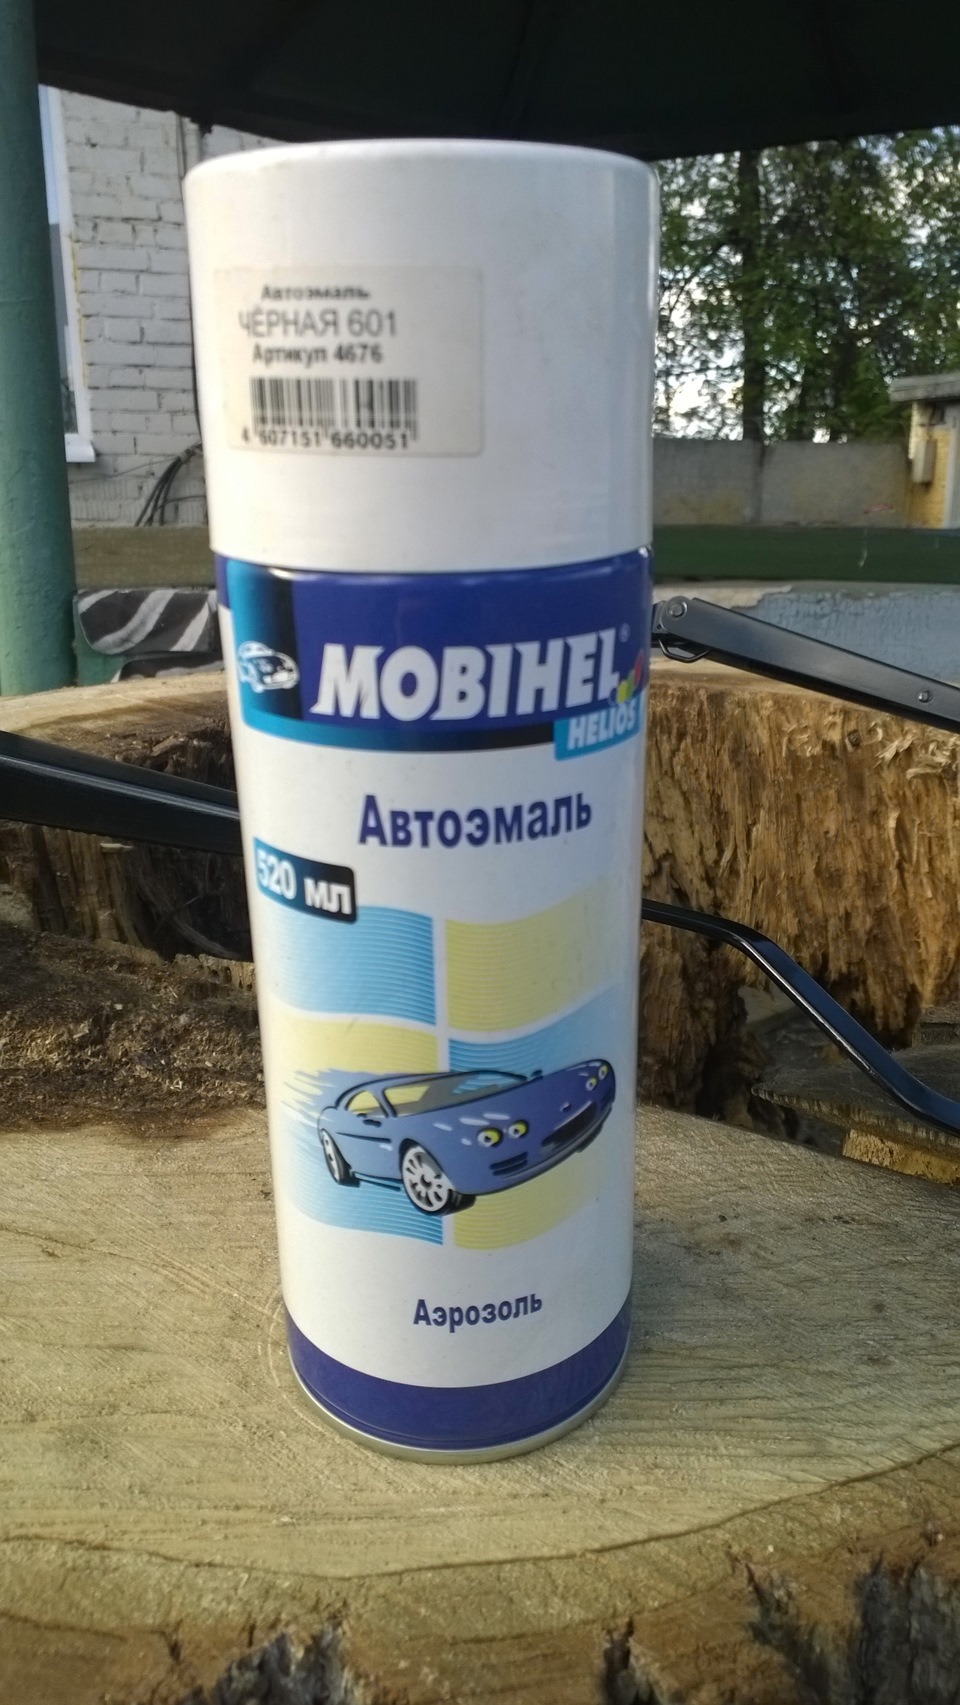 Автоэмаль
ЧЁРНАЯ 601
Артикул 4676
4 607151 660051
MOBIHEL®
HELIOS
Автоэмаль
520 мл
Аэрозоль